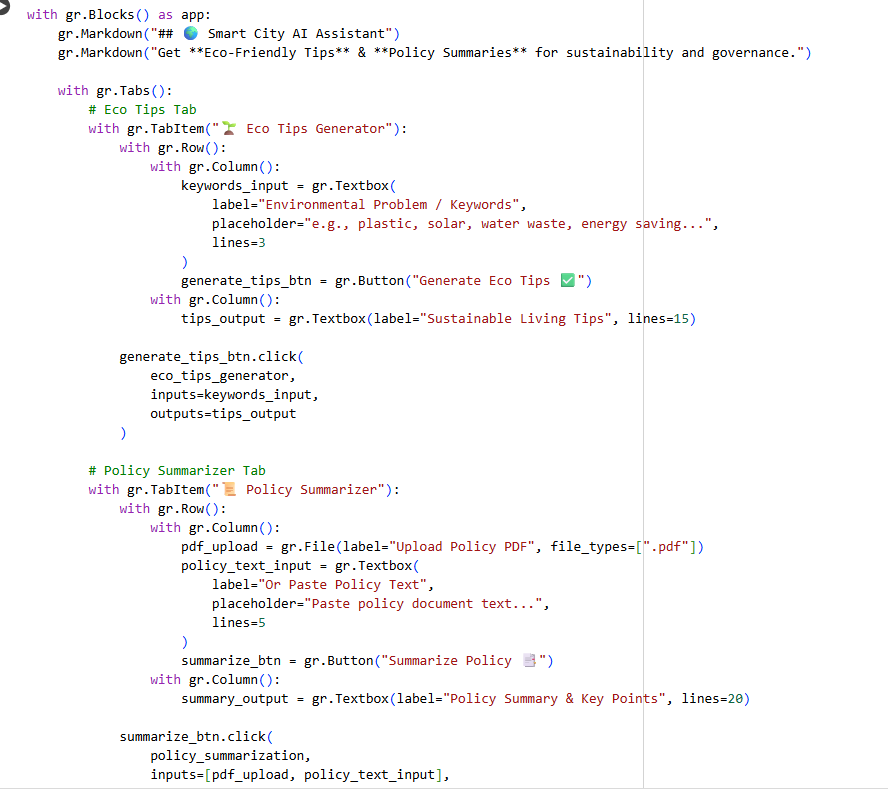 with gr.Blocks() as app:
    gr.Markdown("## 🌍 Smart City AI Assistant")
    gr.Markdown("Get **Eco-Friendly Tips** & **Policy Summaries** for sustainability and governance.")

    with gr.Tabs():
        # Eco Tips Tab
        with gr.TabItem("🌱 Eco Tips Generator"):
            with gr.Row():
                with gr.Column():
                    keywords_input = gr.Textbox(
                        label="Environmental Problem / Keywords",
                        placeholder="e.g., plastic, solar, water waste, energy saving...",
                        lines=3
                    )
                    generate_tips_btn = gr.Button("Generate Eco Tips ✅")
                with gr.Column():
                    tips_output = gr.Textbox(label="Sustainable Living Tips", lines=15)

            generate_tips_btn.click(
                eco_tips_generator,
                inputs=keywords_input,
                outputs=tips_output
            )

        # Policy Summarizer Tab
        with gr.TabItem("📜 Policy Summarizer"):
            with gr.Row():
                with gr.Column():
                    pdf_upload = gr.File(label="Upload Policy PDF", file_types=[".pdf"])
                    policy_text_input = gr.Textbox(
                        label="Or Paste Policy Text",
                        placeholder="Paste policy document text...",
                        lines=5
                    )
                    summarize_btn = gr.Button("Summarize Policy 📑")
                with gr.Column():
                    summary_output = gr.Textbox(label="Policy Summary & Key Points", lines=20)

            summarize_btn.click(
                policy_summarization,
                inputs=[pdf_upload, policy_text_input],